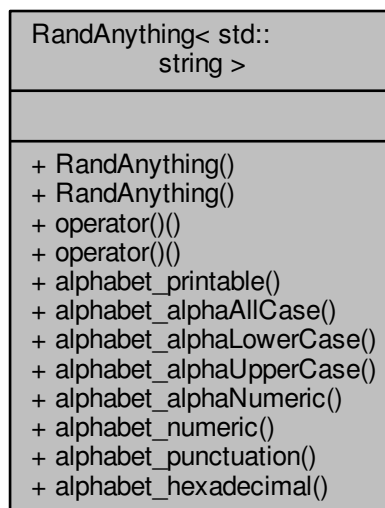 RandAnything< std::
string >
+ RandAnything()
+ RandAnything()
+ operator()()
+ operator()()
+ alphabet_printable()
+ alphabet_alphaAllCase()
+ alphabet_alphaLowerCase()
+ alphabet_alphaUpperCase()
+ alphabet_alphaNumeric()
+ alphabet_numeric()
+ alphabet_punctuation()
+ alphabet_hexadecimal()